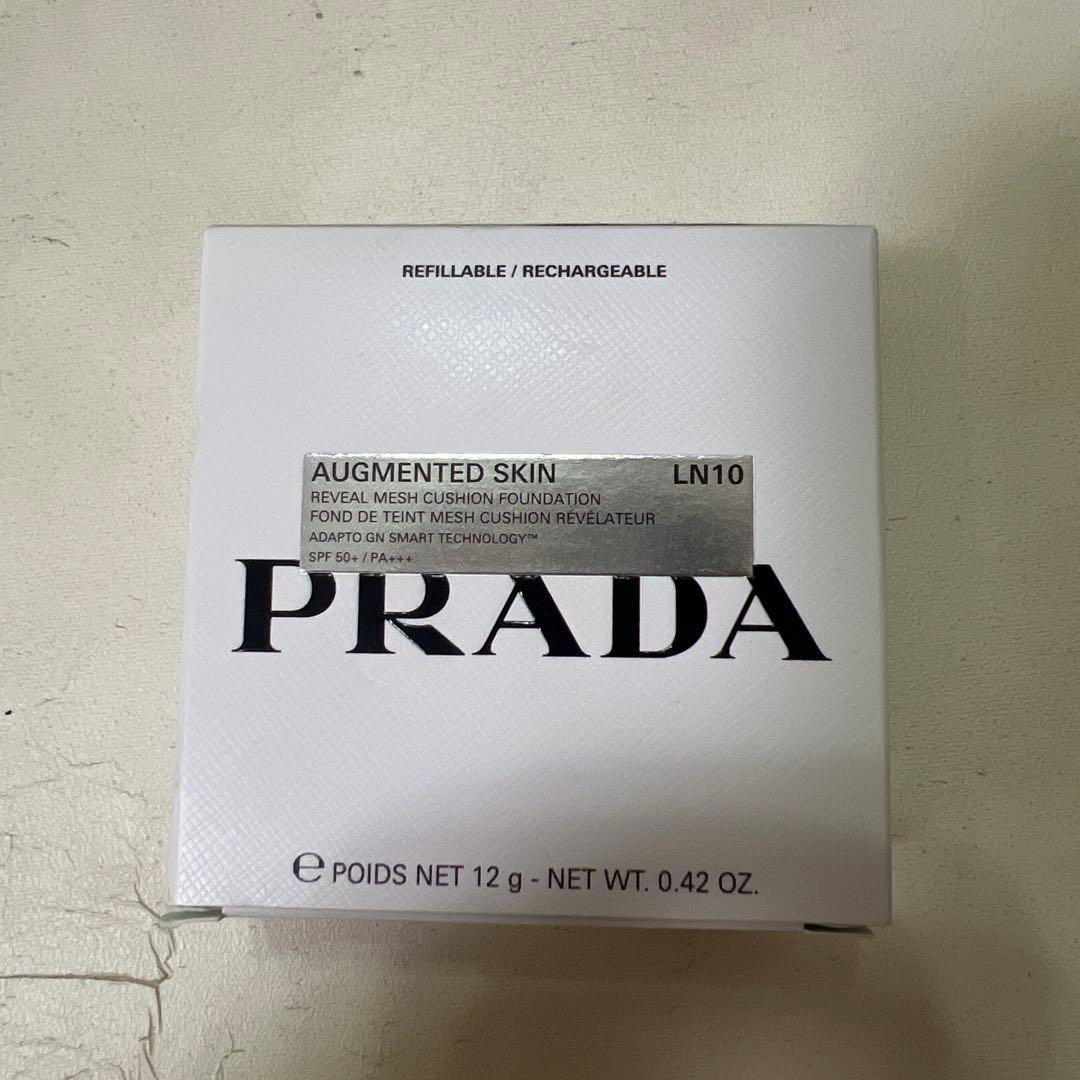 REFILLABLE / RECHARGEABLE
AUGMENTED SKIN LN10
REVEAL MESH CUSHION FOUNDATION
FOND DE TEINT MESH CUSHION RÉVÉLATEUR
ADAPTO GN SMART TECHNOLOGY™
SPF 50+ / PA+++
PRADA
℮ POIDS NET 12 g - NET WT. 0.42 OZ.